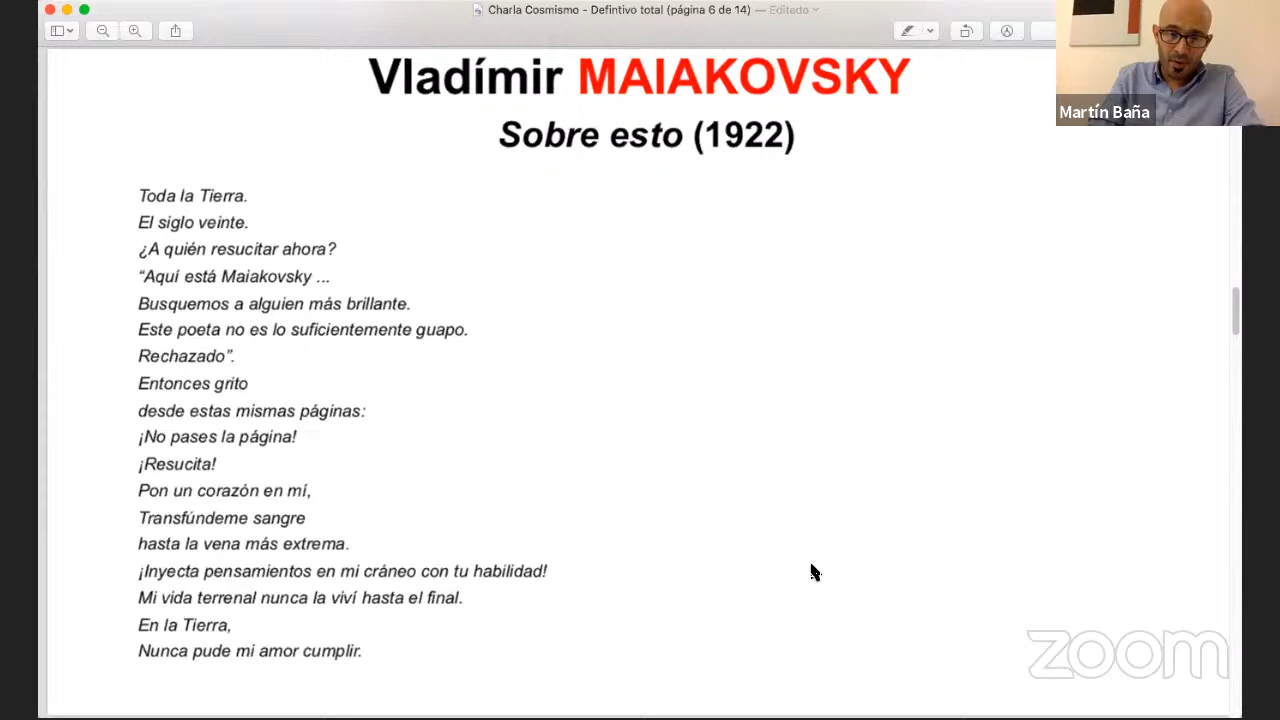 Charla Cosmismo - Defintivo total (página 6 de 14) — Editado
Martín Baña
Vladímir MAIAKOVSKY
Sobre esto (1922)
Toda la Tierra.
El siglo veinte.
¿A quién resucitar ahora?
“Aquí está Maiakovsky ...
Busquemos a alguien más brillante.
Este poeta no es lo suficientemente guapo.
Rechazado”.
Entonces grito
desde estas mismas páginas:
¡No pases la página!
¡Resucita!
Pon un corazón en mí,
Transfúndeme sangre
hasta la vena más extrema.
¡Inyecta pensamientos en mi cráneo con tu habilidad!
Mi vida terrenal nunca la viví hasta el final.
En la Tierra,
Nunca pude mi amor cumplir.
zoom